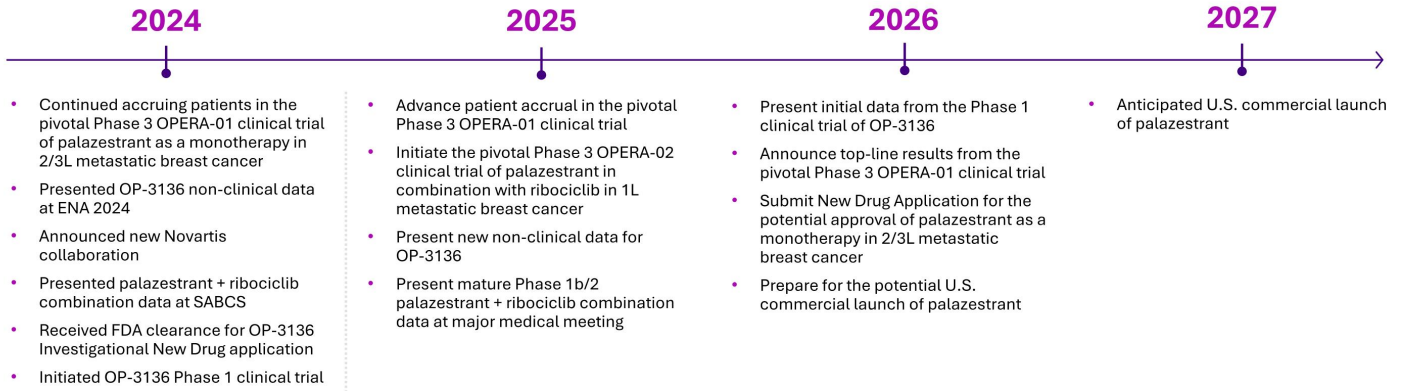 2024
• Continued accruing patients in the
pivotal Phase 3 OPERA-01 clinical trial
of palazestrant as a monotherapy in
2/3L metastatic breast cancer
• Presented OP-3136 non-clinical data
at ENA 2024
• Announced new Novartis
collaboration
• Presented palazestrant + ribociclib
combination data at SABCS
• Received FDA clearance for OP-3136
Investigational New Drug application
• Initiated OP-3136 Phase 1 clinical trial
2025
• Advance patient accrual in the pivotal
Phase 3 OPERA-01 clinical trial
• Initiate the pivotal Phase 3 OPERA-02
clinical trial of palazestrant in
combination with ribociclib in 1L
metastatic breast cancer
• Present new non-clinical data for
OP-3136
• Present mature Phase 1b/2
palazestrant + ribociclib combination
data at major medical meeting
2026
• Present initial data from the Phase 1
clinical trial of OP-3136
• Announce top-line results from the
pivotal Phase 3 OPERA-01 clinical trial
• Submit New Drug Application for the
potential approval of palazestrant as a
monotherapy in 2/3L metastatic
breast cancer
• Prepare for the potential U.S.
commercial launch of palazestrant
2027
• Anticipated U.S. commercial launch
of palazestrant